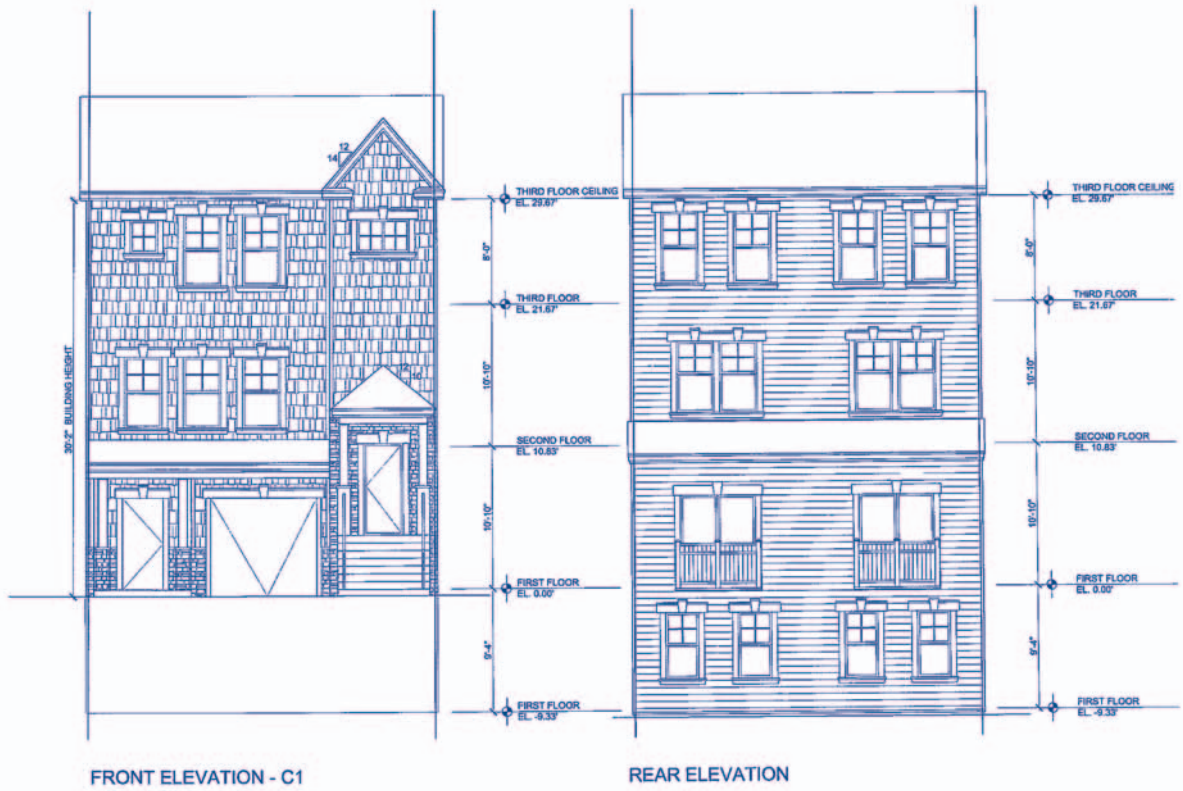 12
14
THIRD FLOOR CEILING
EL. 29.67'
8'-0"
THIRD FLOOR
EL. 21.67'
30'-2" BUILDING HEIGHT
10'-10"
12
10
SECOND FLOOR
EL. 10.83'
10'-10"
FIRST FLOOR
EL. 0.00'
9'-4"
FIRST FLOOR
EL. -9.33'
FRONT ELEVATION - C1
THIRD FLOOR CEILING
EL. 29.67'
8'-0"
THIRD FLOOR
EL. 21.67'
10'-10"
SECOND FLOOR
EL. 10.83'
10'-10"
FIRST FLOOR
EL. 0.00'
9'-4"
FIRST FLOOR
EL. -9.33'
REAR ELEVATION